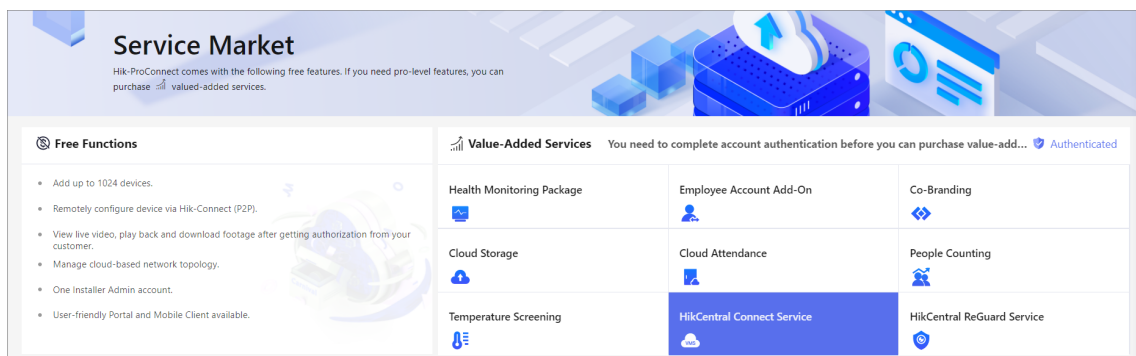 Service Market
Hik-ProConnect comes with the following free features. If you need pro-level features, you can
purchase valued-added services.
Free Functions
Add up to 1024 devices.
Remotely configure device via Hik-Connect (P2P).
View live video, play back and download footage after getting authorization from your
customer.
Manage cloud-based network topology.
One Installer Admin account.
User-friendly Portal and Mobile Client available.
Value-Added Services You need to complete account authentication before you can purchase value-add... Authenticated
Health Monitoring Package
Employee Account Add-On
Co-Branding
Cloud Storage
Cloud Attendance
People Counting
Temperature Screening
HikCentral Connect Service
VMS
HikCentral ReGuard Service